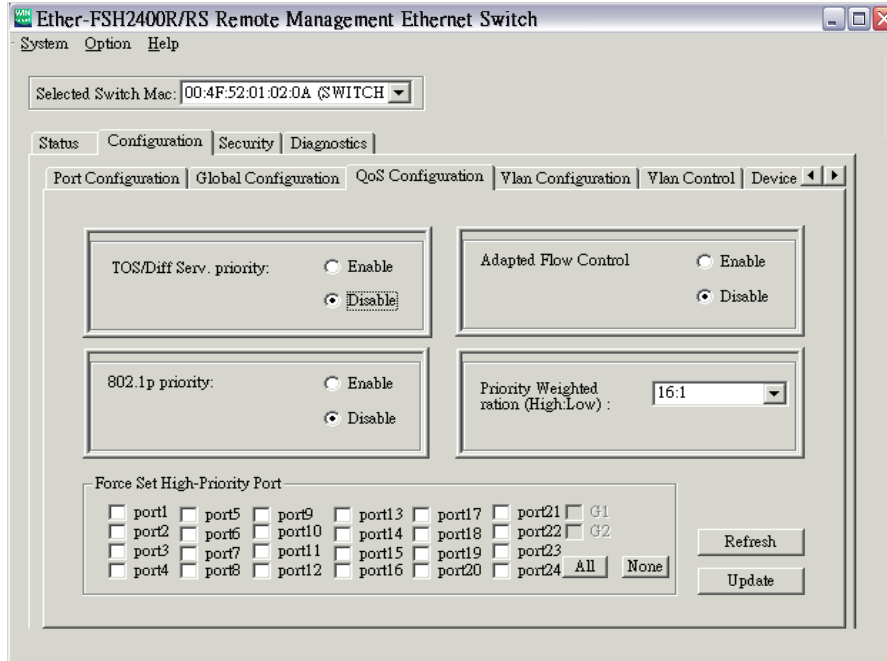 Ether-FSH2400R/RS Remote Management Ethernet Switch
System Option Help
Selected Switch Mac: 00:4F:52:01:02:0A (SWITCH
Status Configuration Security Diagnostics
Port Configuration Global Configuration QoS Configuration Vlan Configuration Vlan Control Device
TOS/Diff Serv. priority:
Enable
Disable
Adapted Flow Control
Enable
Disable
802.1p priority:
Enable
Disable
Priority Weighted
ration (High:Low) :
16:1
Force Set High-Priority Port
port1 port5 port9 port13 port17 port21 G1
port2 port6 port10 port14 port18 port22 G2
port3 port7 port11 port15 port19 port23
port4 port8 port12 port16 port20 port24 All None
Refresh
Update